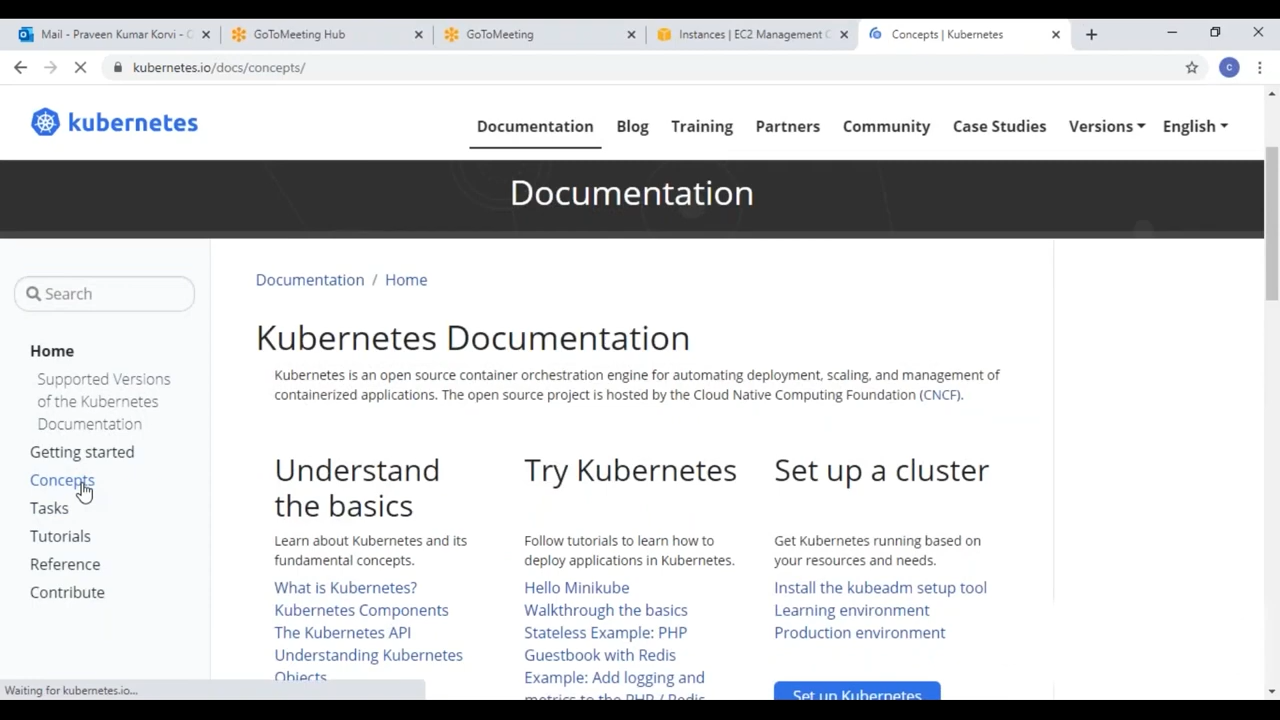 Mail - Praveen Kumar Korvi -
GoToMeeting Hub
GoToMeeting
Instances | EC2 Management
Concepts | Kubernetes
kubernetes.io/docs/concepts/
C
kubernetes
Documentation
Blog
Training
Partners
Community
Case Studies
Versions
English
Documentation
Search
Home
Supported Versions
of the Kubernetes
Documentation
Getting started
Concepts
Tasks
Tutorials
Reference
Contribute
Documentation / Home
Kubernetes Documentation
Kubernetes is an open source container orchestration engine for automating deployment, scaling, and management of
containerized applications. The open source project is hosted by the Cloud Native Computing Foundation (CNCF).
Understand
the basics
Learn about Kubernetes and its
fundamental concepts.
What is Kubernetes?
Kubernetes Components
The Kubernetes API
Understanding Kubernetes
Objects
Try Kubernetes
Follow tutorials to learn how to
deploy applications in Kubernetes.
Hello Minikube
Walkthrough the basics
Stateless Example: PHP
Guestbook with Redis
Example: Add logging and
metrics to the PHP / Redis
Set up a cluster
Get Kubernetes running based on
your resources and needs.
Install the kubeadm setup tool
Learning environment
Production environment
Set up Kubernetes
Waiting for kubernetes.io...